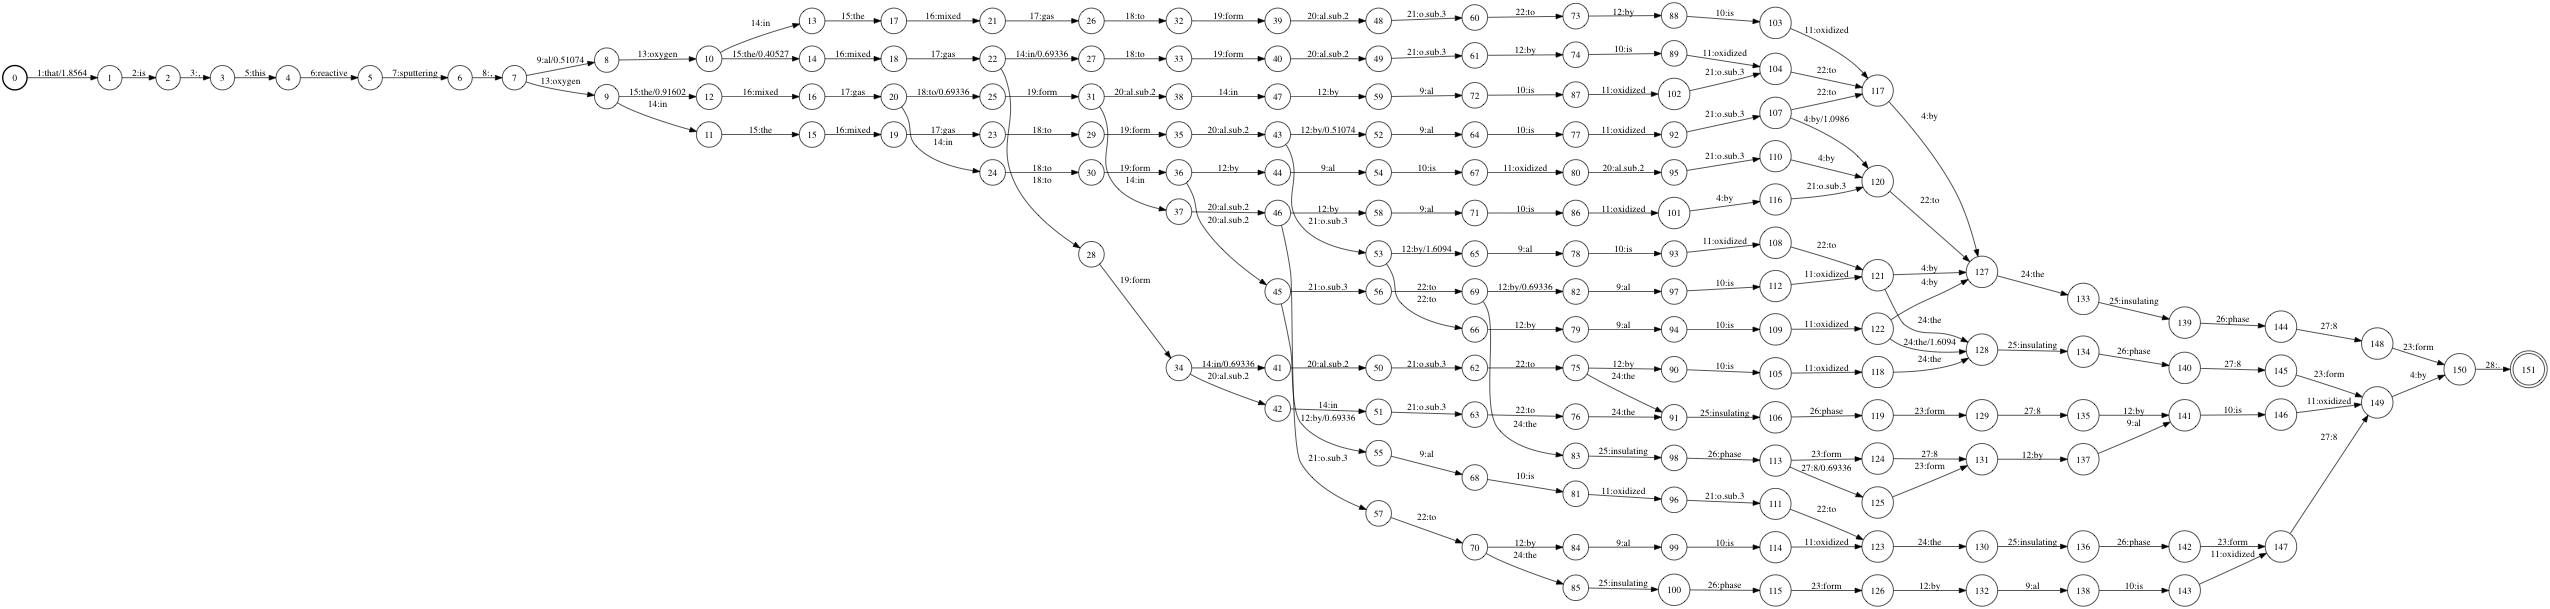 0 1:that/1.8564 1 2:is 2 3:, 3 5:this 4 6:reactive 5 7:sputtering 6 8:, 7
9:al/0.51074 8 13:oxygen 10
13:oxygen 9
14:in 13 15:the 17 16:mixed 21 17:gas 26 18:to 32 19:form 39 20:al.sub.2 48 21:o.sub.3 60 22:to 73 12:by 88 10:is 103 11:oxidized
15:the/0.40527 14 16:mixed 18 17:gas 22 14:in/0.69336 27 18:to 33 19:form 40 20:al.sub.2 49 21:o.sub.3 61 12:by 74 10:is 89 11:oxidized 104 22:to 117 4:by
15:the/0.91602 12 16:mixed 16 17:gas 20 18:to/0.69336 25 19:form 31 20:al.sub.2 38 14:in 47 12:by 59 9:al 72 10:is 87 11:oxidized 102 21:o.sub.3
14:in 11 15:the 15 16:mixed 19 17:gas 23 18:to 29 19:form 35 20:al.sub.2 43 12:by/0.51074 52 9:al 64 10:is 77 11:oxidized 92 21:o.sub.3 107 22:to
4:by/1.0986
14:in 24 18:to 30 19:form 36 12:by 44 9:al 54 10:is 67 11:oxidized 80 20:al.sub.2 95 21:o.sub.3 110 4:by 120 22:to
18:to
14:in 37 20:al.sub.2 46 12:by 58 9:al 71 10:is 86 11:oxidized 101 4:by 116 21:o.sub.3
20:al.sub.2
21:o.sub.3 53 12:by/1.6094 65 9:al 78 10:is 93 11:oxidized 108 22:to 121 4:by 127 24:the 133 25:insulating 139 26:phase 144 27:8 148 23:form 150 28:. 151
28 19:form
45 21:o.sub.3 56 22:to 69 12:by/0.69336 82 9:al 97 10:is 112 11:oxidized
4:by
22:to 66 12:by 79 9:al 94 10:is 109 11:oxidized 122 24:the/1.6094
24:the 128 25:insulating 134 26:phase 140 27:8 145 23:form
34 14:in/0.69336 41 20:al.sub.2 50 21:o.sub.3 62 22:to 75 12:by 90 10:is 105 11:oxidized 118 24:the
20:al.sub.2 42 14:in 51 21:o.sub.3 63 22:to 76 24:the 91 25:insulating 106 26:phase 119 23:form 129 27:8 135 12:by 141 10:is 146 11:oxidized 149 4:by
24:the
12:by/0.69336 55 9:al 68 10:is 81 11:oxidized 96 21:o.sub.3 111 22:to
24:the 83 25:insulating 98 26:phase 113 23:form 124 27:8 131 12:by 137 9:al
27:8/0.69336 125 23:form
21:o.sub.3 57 22:to 70 12:by 84 9:al 99 10:is 114 11:oxidized 123 24:the 130 25:insulating 136 26:phase 142 23:form 147 27:8
24:the 85 25:insulating 100 26:phase 115 23:form 126 12:by 132 9:al 138 10:is 143 11:oxidized